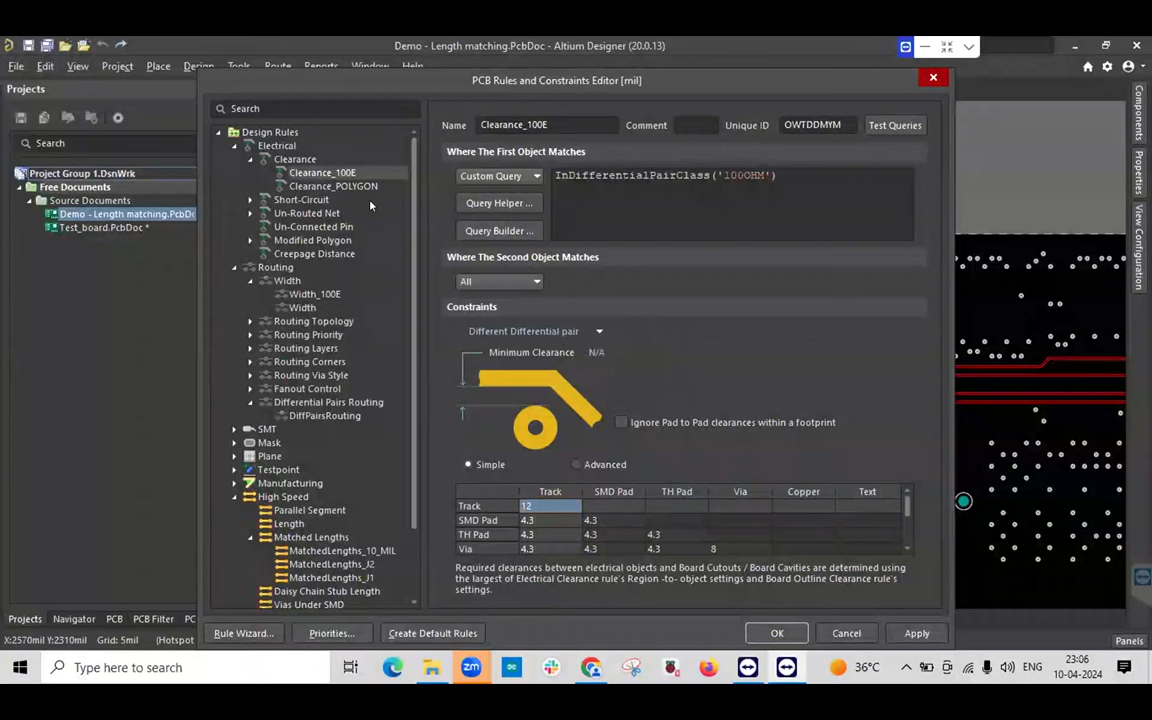 Demo - Length matching.PcbDoc - Altium Designer (20.0.13)
File Edit View Project Place Design Tools Route Reports Window Help
Projects
Search
Project Group 1.DsnWrk
Free Documents
Source Documents
Demo - Length matching.PcbDo
Test_board.PcbDoc *
PCB Rules and Constraints Editor [mil]
Search
Design Rules
Electrical
Clearance
Clearance_100E
Clearance_POLYGON
Short-Circuit
Un-Routed Net
Un-Connected Pin
Modified Polygon
Creepage Distance
Routing
Width
Width_100E
Width
Routing Topology
Routing Priority
Routing Layers
Routing Corners
Routing Via Style
Fanout Control
Differential Pairs Routing
DiffPairsRouting
SMT
Mask
Plane
Testpoint
Manufacturing
High Speed
Parallel Segment
Length
Matched Lengths
MatchedLengths_10_MIL
MatchedLengths_J2
MatchedLengths_J1
Daisy Chain Stub Length
Vias Under SMD
Name Clearance_100E Comment Unique ID OWTDDMYM Test Queries
Where The First Object Matches
Custom Query InDifferentialPairClass('100OHM')
Query Helper ...
Query Builder ...
Where The Second Object Matches
All
Constraints
Different Differential pair
Minimum Clearance N/A
Ignore Pad to Pad clearances within a footprint
Simple Advanced
Track SMD Pad TH Pad Via Copper Text
Track 12
SMD Pad 4.3 4.3
TH Pad 4.3 4.3 4.3
Via 4.3 4.3 4.3 8
Required clearances between electrical objects and Board Cutouts / Board Cavities are determined using
the largest of Electrical Clearance rule's Region -to- object settings and Board Outline Clearance rule's
settings.
Rule Wizard... Priorities... Create Default Rules OK Cancel Apply
Components
Properties
View Configuration
Projects Navigator PCB PCB Filter PC
X:2570mil Y:2310mil Grid: 5mil (Hotspot
Panels
Type here to search
36°C ENG 23:06
10-04-2024